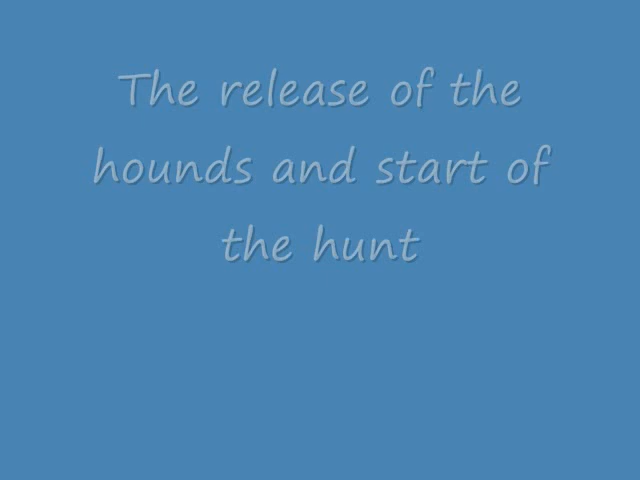 The release of the
hounds and start of
the hunt